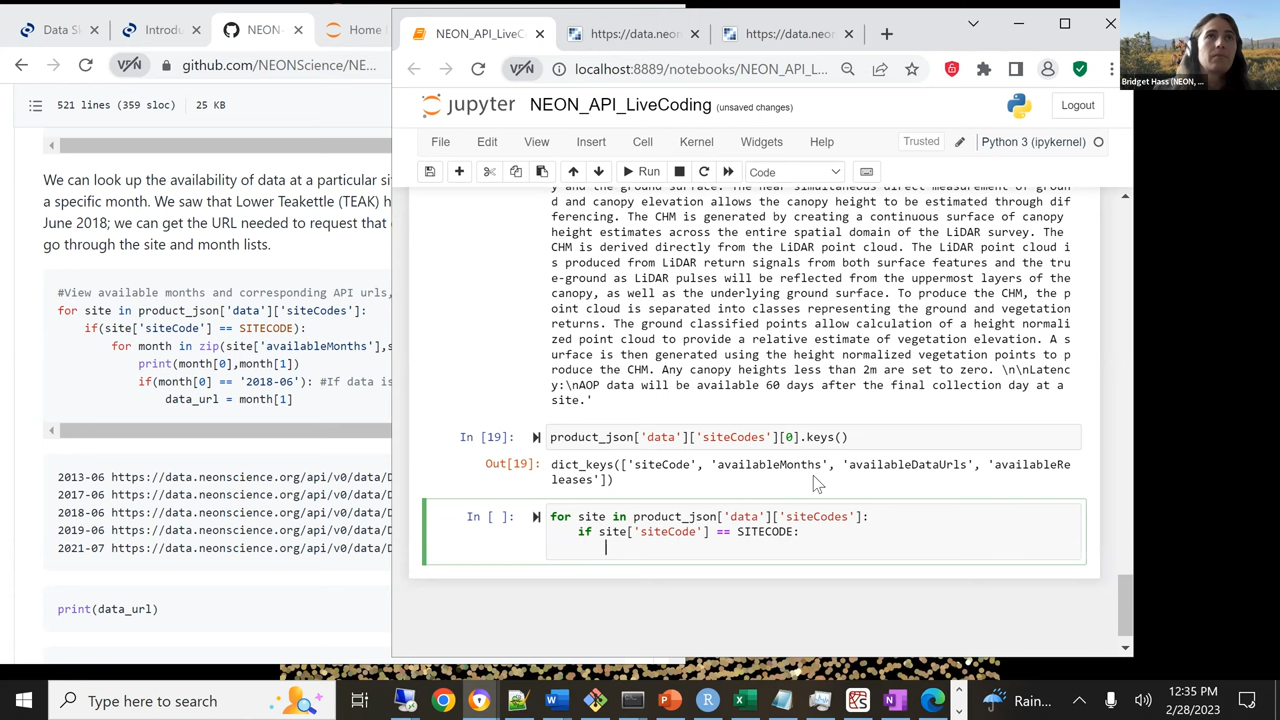 Data S
Introdu
NEON-
Home
github.com/NEONScience/NE...
521 lines (359 sloc) 25 KB
We can look up the availability of data at a particular si
a specific month. We saw that Lower Teakettle (TEAK) h
June 2018; we can get the URL needed to request that
go through the site and month lists.
#View available months and corresponding API urls,
for site in product_json['data']['siteCodes']:
if(site['siteCode'] == SITECODE):
for month in zip(site['availableMonths'],s
print(month[0],month[1])
if(month[0] == '2018-06'): #If data is
data_url = month[1]
2013-06 https://data.neonscience.org/api/v0/data/D
2017-06 https://data.neonscience.org/api/v0/data/D
2018-06 https://data.neonscience.org/api/v0/data/D
2019-06 https://data.neonscience.org/api/v0/data/D
2021-07 https://data.neonscience.org/api/v0/data/D
print(data_url)
NEON_API_LiveC
https://data.neon
https://data.neon
localhost:8889/notebooks/NEON_API_L...
jupyter NEON_API_LiveCoding (unsaved changes)
Logout
File Edit View Insert Cell Kernel Widgets Help
Trusted
Python 3 (ipykernel)
Run
Code
y and the ground surface. The near simultaneous direct measurement of groun
d and canopy elevation allows the canopy height to be estimated through dif
ferencing. The CHM is generated by creating a continuous surface of canopy
height estimates across the entire spatial domain of the LiDAR survey. The
CHM is derived directly from the LiDAR point cloud. The LiDAR point cloud i
s produced from LiDAR return signals from both surface features and the tru
e-ground as LiDAR pulses will be reflected from the uppermost layers of the
canopy, as well as the underlying ground surface. To produce the CHM, the p
oint cloud is separated into classes representing the ground and vegetation
returns. The ground classified points allow calculation of a height normali
zed point cloud to provide a relative estimate of vegetation elevation. A s
urface is then generated using the height normalized vegetation points to p
roduce the CHM. Any canopy heights less than 2m are set to zero. \n\nLatenc
y:\nAOP data will be available 60 days after the final collection day at a
site.'
In [19]: product_json['data']['siteCodes'][0].keys()
Out[19]: dict_keys(['siteCode', 'availableMonths', 'availableDataUrls', 'availableRe
leases'])
In [ ]: for site in product_json['data']['siteCodes']:
if site['siteCode'] == SITECODE:
Bridget Hass (NEON, ...
Type here to search
Rain...
12:35 PM
2/28/2023